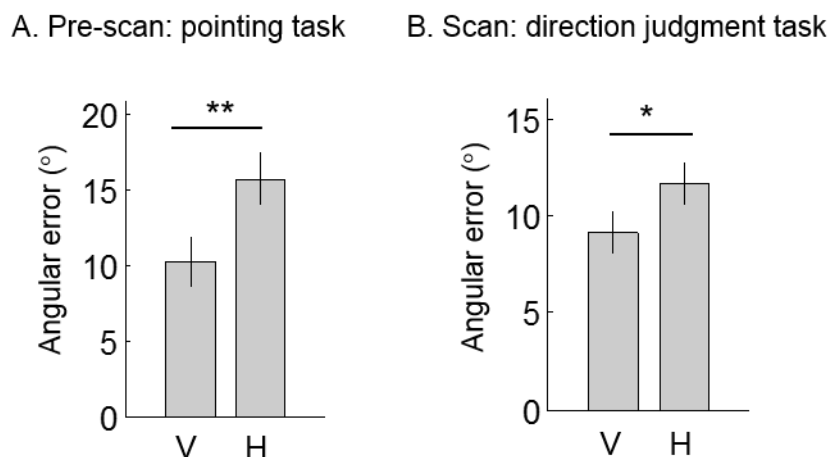 A. Pre-scan: pointing task
Angular error (°)
20
15
10
5
0
**
V H
B. Scan: direction judgment task
Angular error (°)
15
10
5
0
*
V H